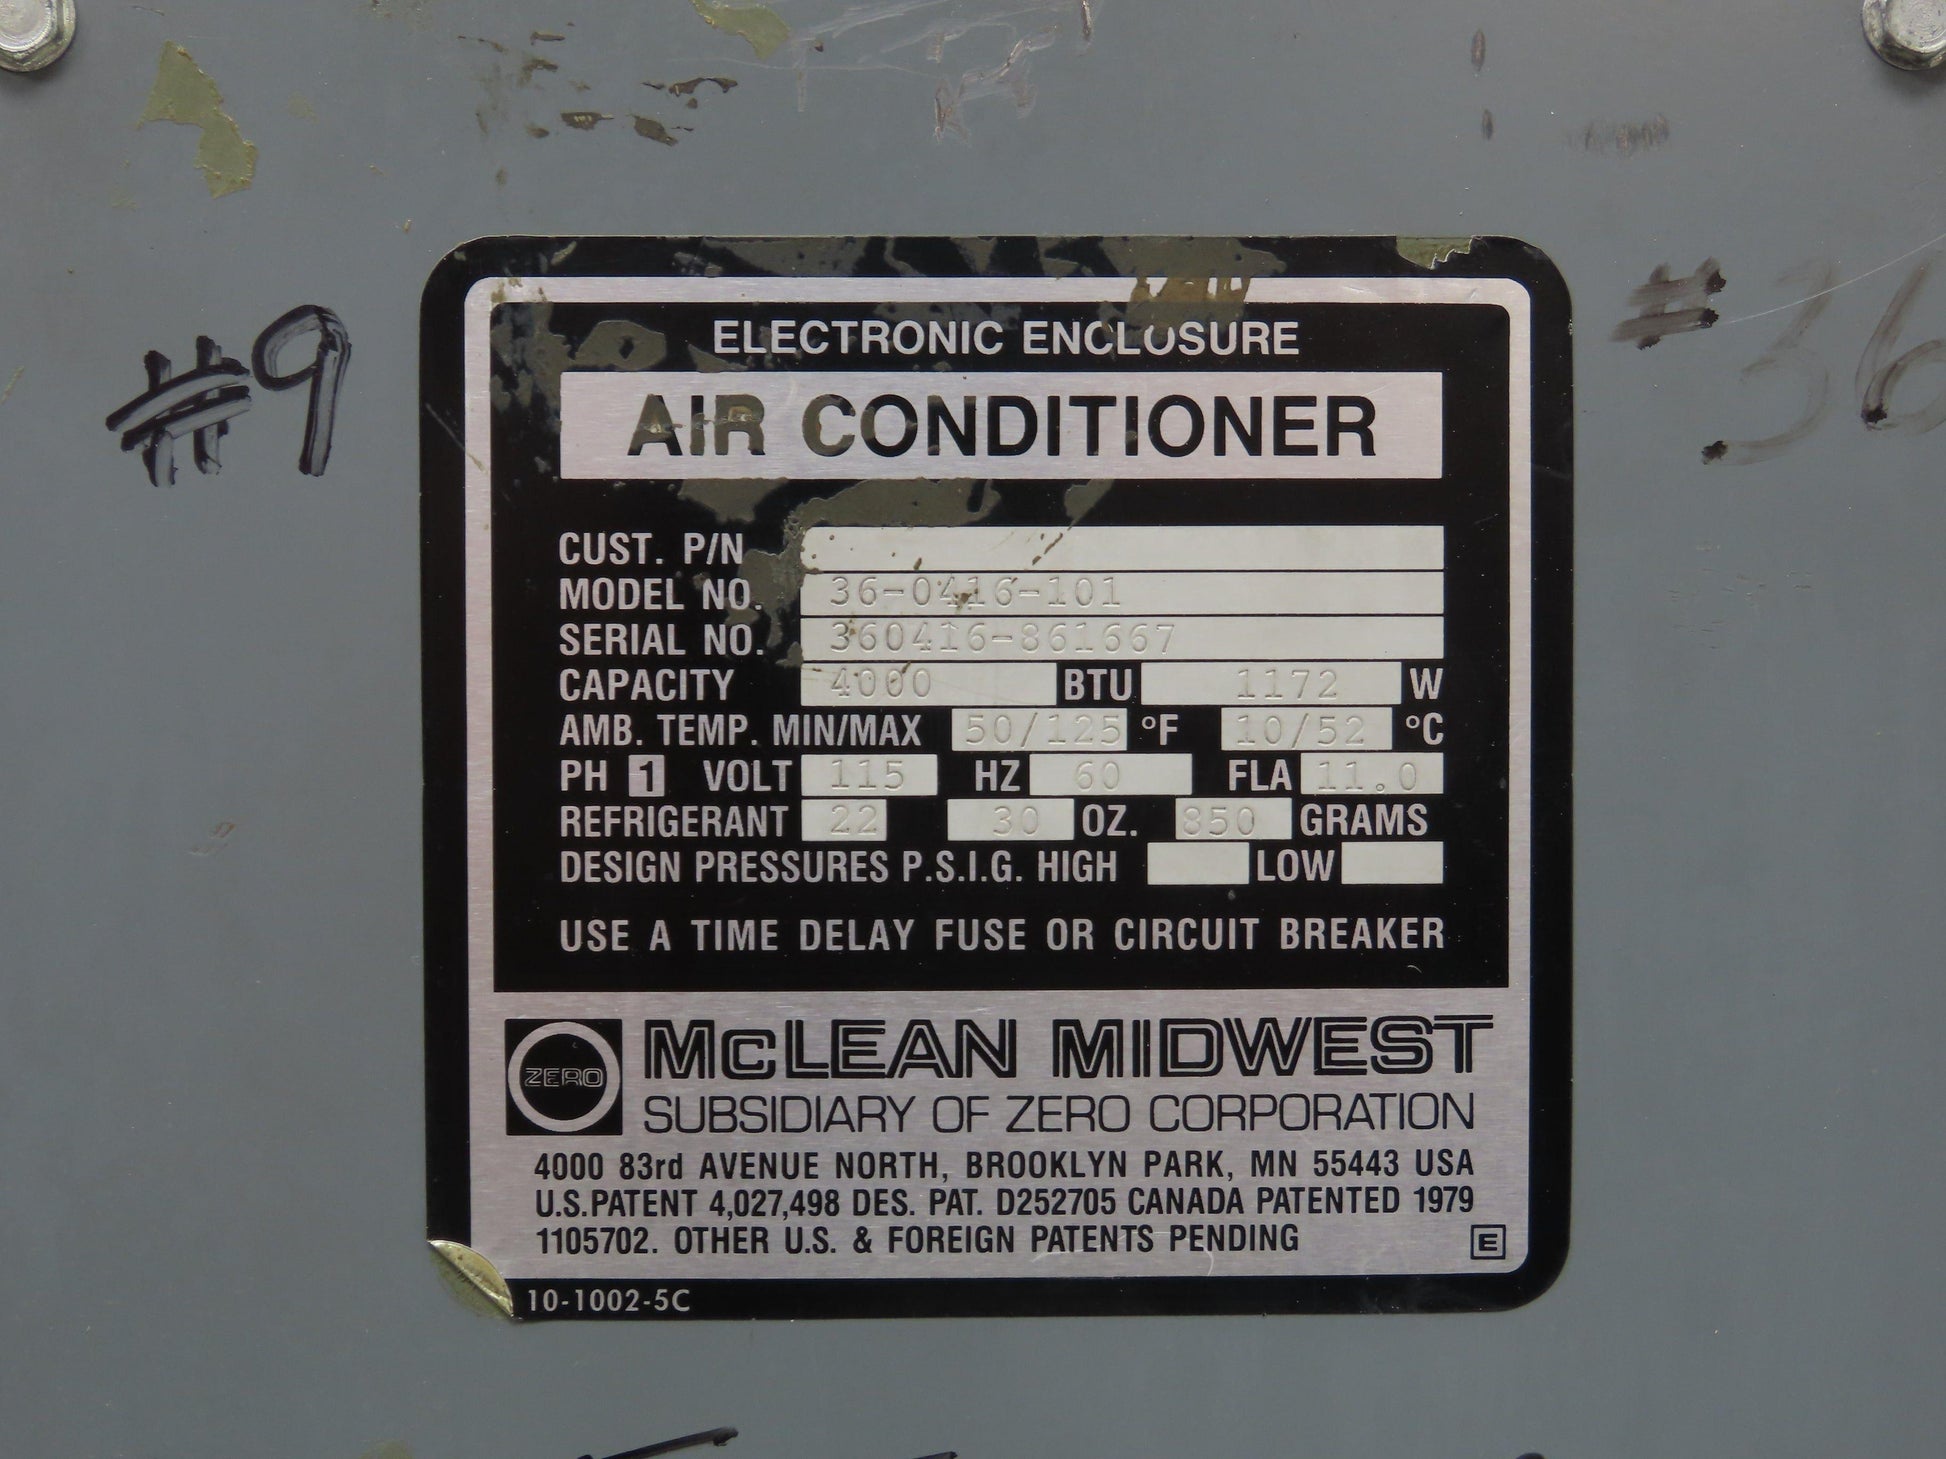 #9
#36
ELECTRONIC ENCLOSURE
AIR CONDITIONER
CUST. P/N
MODEL NO. 36-0416-101
SERIAL NO. 360416-861667
CAPACITY 4000 BTU 1172 W
AMB. TEMP. MIN/MAX 50/125 °F 10/52 °C
PH 1 VOLT 115 HZ 60 FLA 11.0
REFRIGERANT 22 30 OZ. 850 GRAMS
DESIGN PRESSURES P.S.I.G. HIGH LOW
USE A TIME DELAY FUSE OR CIRCUIT BREAKER
ZERO
McLEAN MIDWEST
SUBSIDIARY OF ZERO CORPORATION
4000 83rd AVENUE NORTH, BROOKLYN PARK, MN 55443 USA
U.S.PATENT 4,027,498 DES. PAT. D252705 CANADA PATENTED 1979
1105702. OTHER U.S. & FOREIGN PATENTS PENDING
E
10-1002-5C